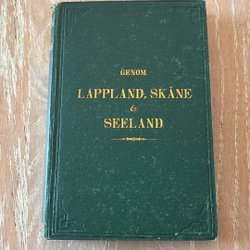 GENOM
LAPPLAND, SKÅNE
&
SEELAND